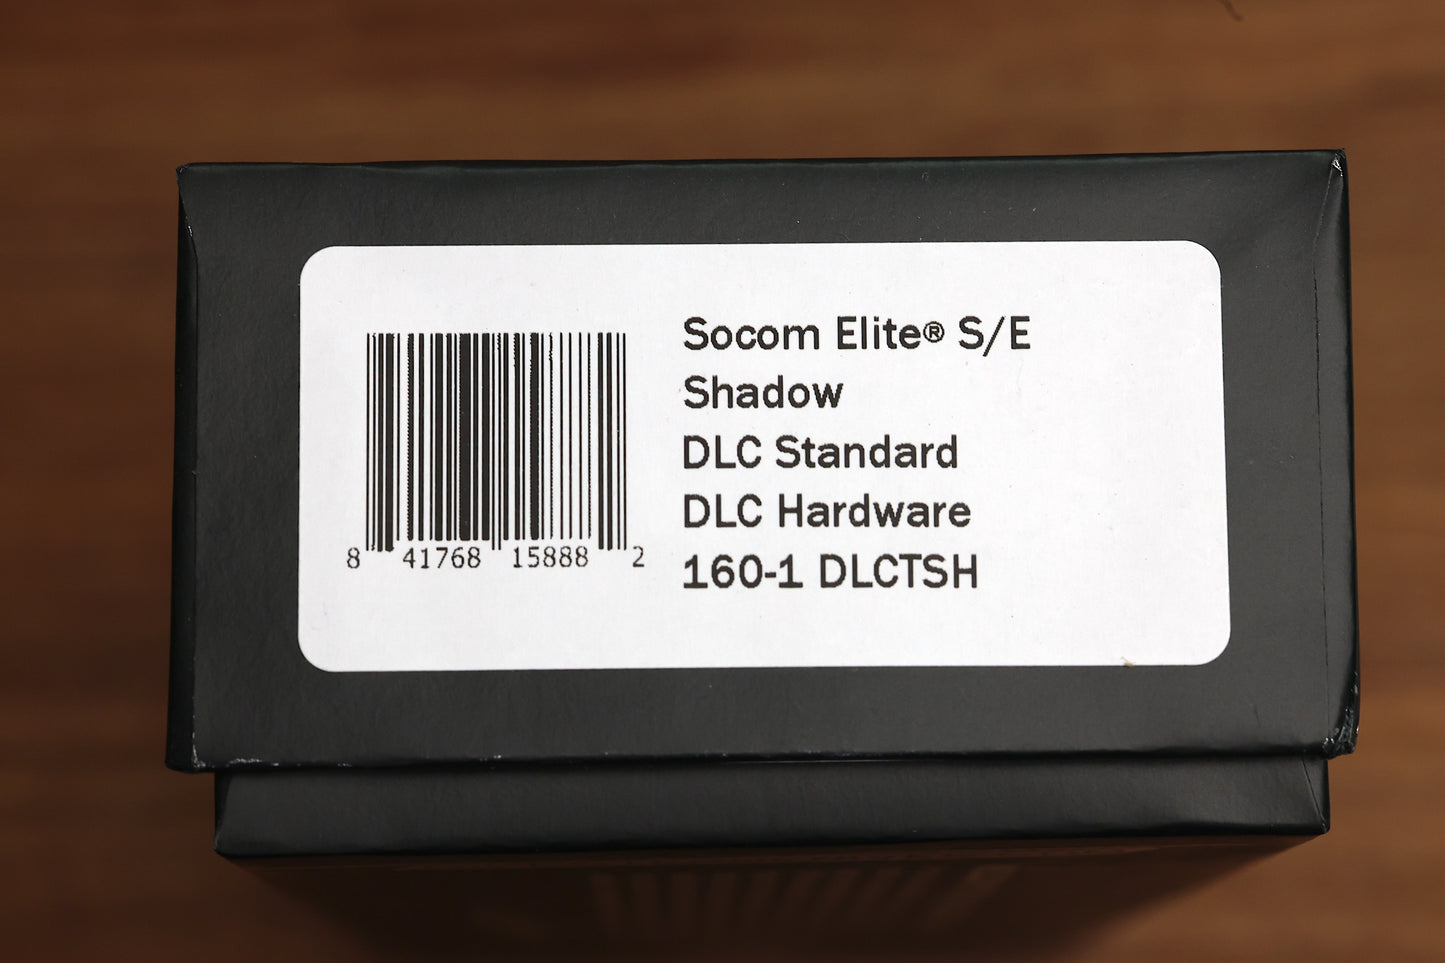 Socom Elite® S/E
Shadow
DLC Standard
DLC Hardware
160-1 DLCTSH
8 41768 15888 2